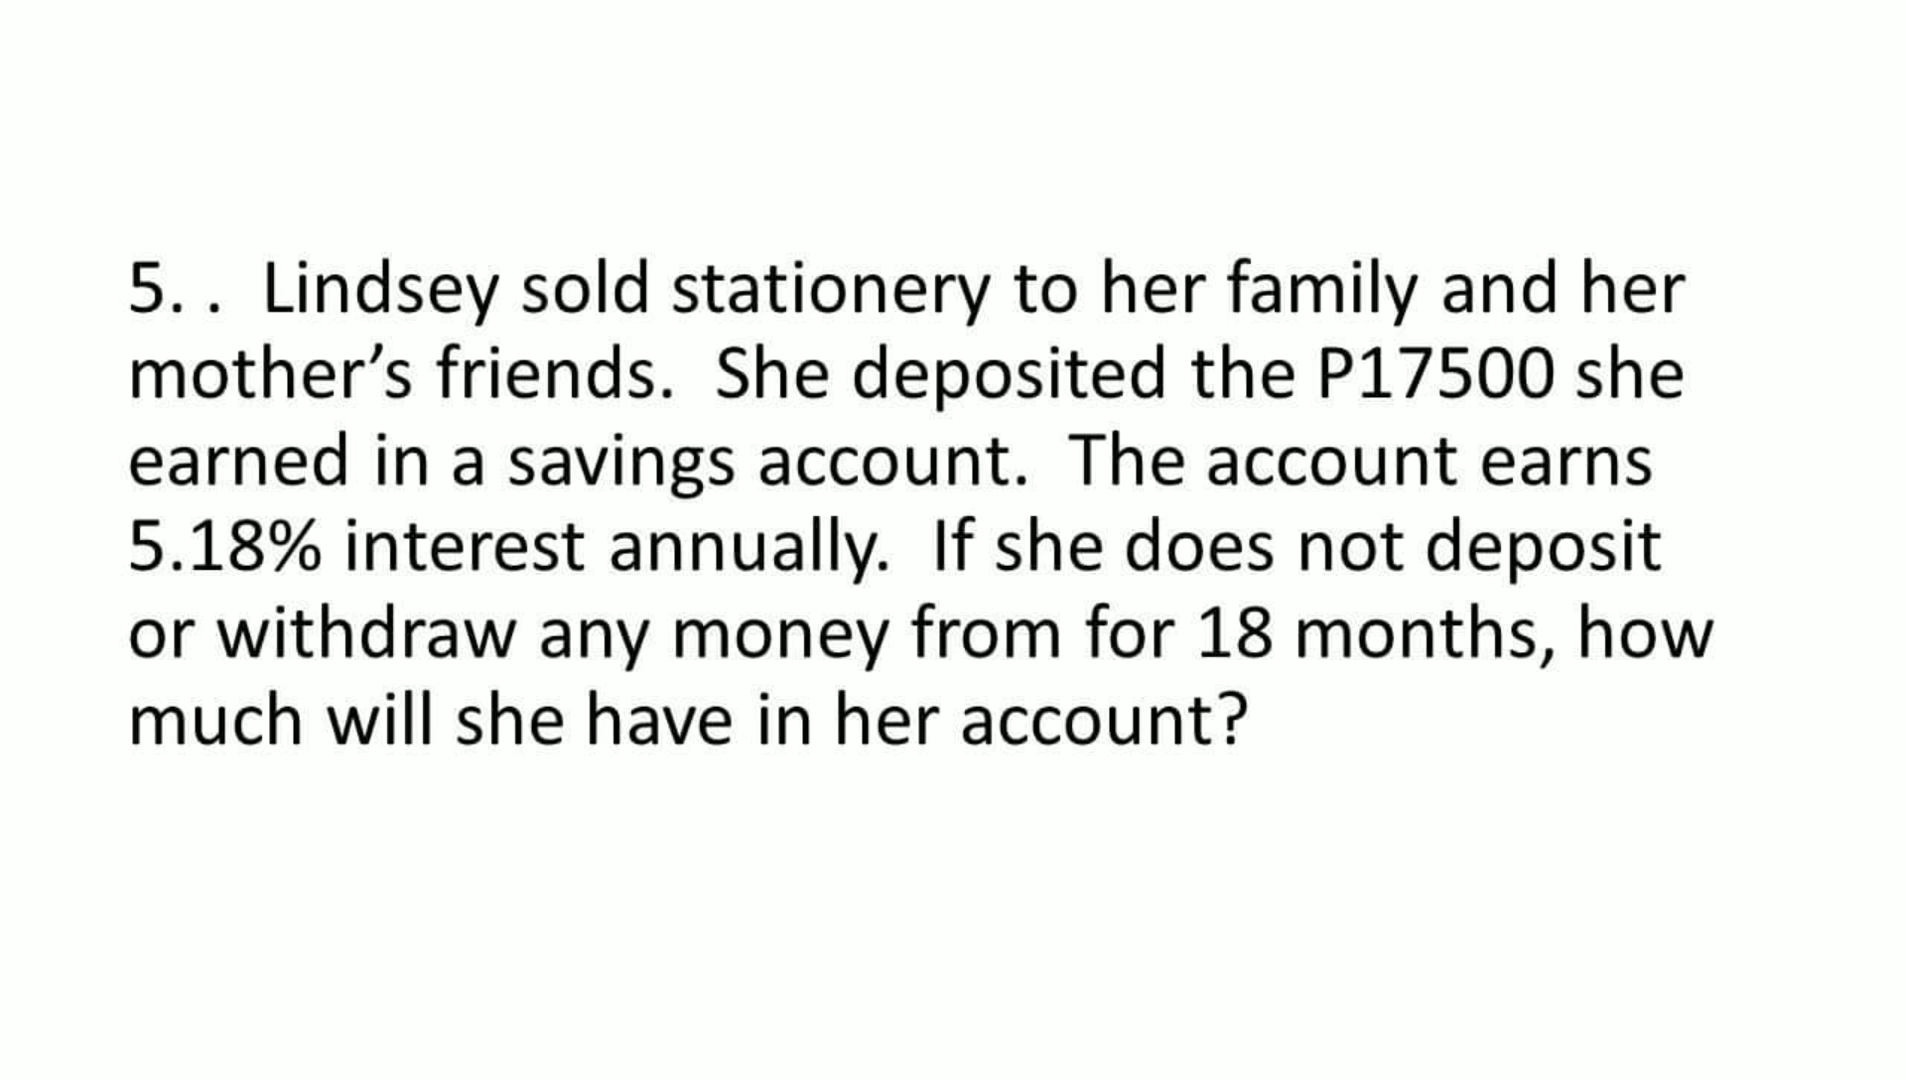 5. .  Lindsey sold stationery to her family and her
mother’s friends.  She deposited the P17500 she
earned in a savings account.  The account earns
5.18% interest annually.  If she does not deposit
or withdraw any money from for 18 months, how
much will she have in her account?